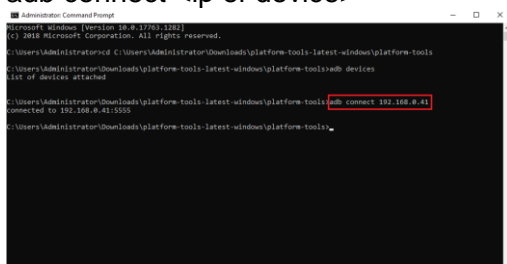 adb connect <ip of device>
Administrator: Command Prompt
Microsoft Windows [Version 10.0.17763.1282]
(c) 2018 Microsoft Corporation. All rights reserved.
C:\Users\Administrator>cd C:\Users\Administrator\Downloads\platform-tools-latest-windows\platform-tools
C:\Users\Administrator\Downloads\platform-tools-latest-windows\platform-tools>adb devices
List of devices attached
C:\Users\Administrator\Downloads\platform-tools-latest-windows\platform-tools>adb connect 192.168.0.41
connected to 192.168.0.41:5555
C:\Users\Administrator\Downloads\platform-tools-latest-windows\platform-tools>